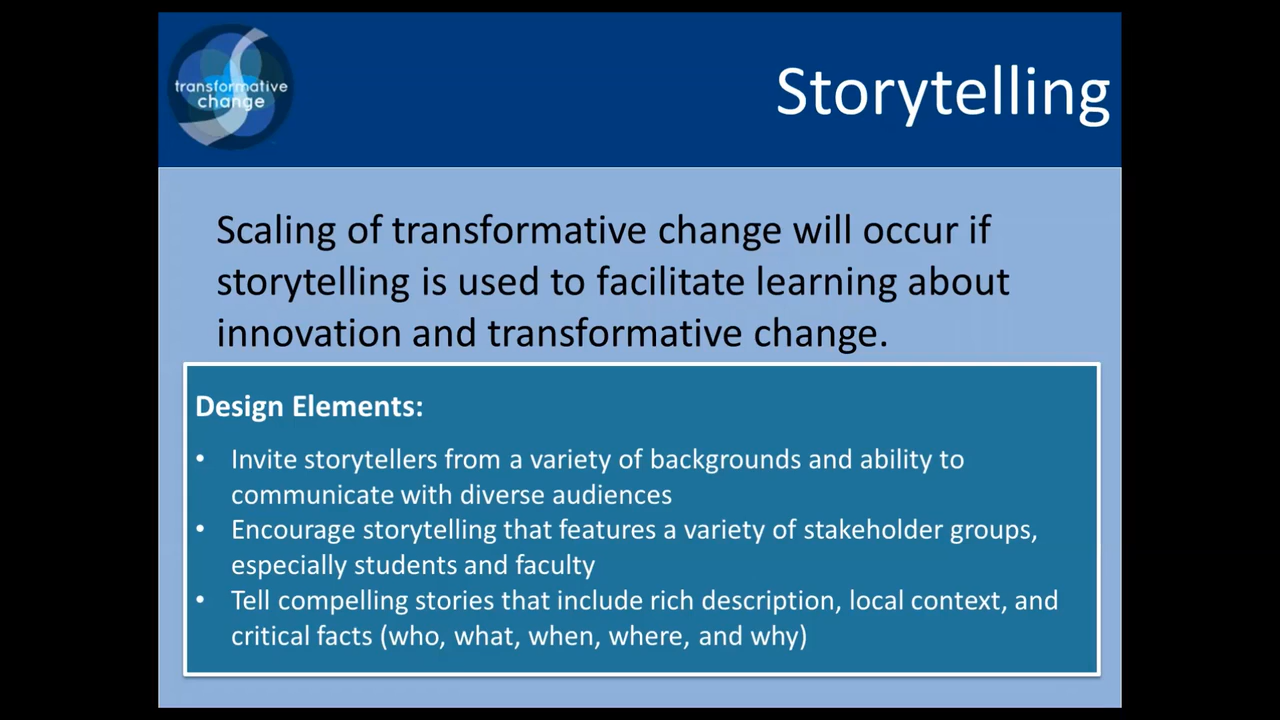 transformative
change
Storytelling
Scaling of transformative change will occur if
storytelling is used to facilitate learning about
innovation and transformative change.
Design Elements:
• Invite storytellers from a variety of backgrounds and ability to
communicate with diverse audiences
• Encourage storytelling that features a variety of stakeholder groups,
especially students and faculty
• Tell compelling stories that include rich description, local context, and
critical facts (who, what, when, where, and why)